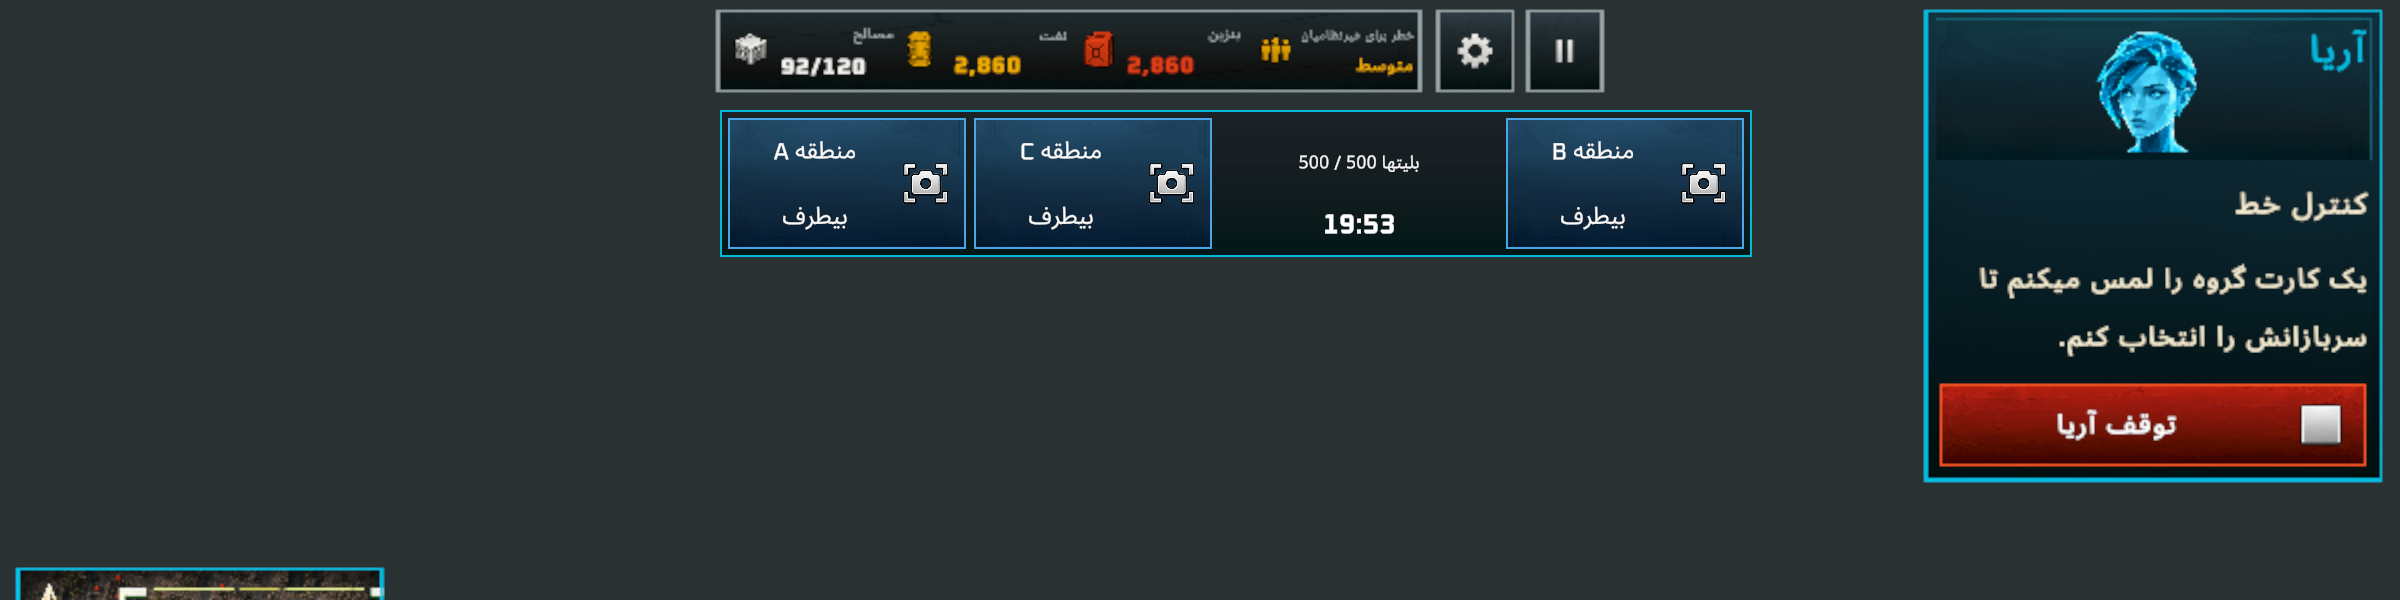 مصالح
92/120
نفت
2,860
بنزین
2,860
خطر برای غیرنظامیان
متوسط
منطقه A
بیطرف
منطقه C
بیطرف
بلیتها 500 / 500
19:53
منطقه B
بیطرف
آریا
کنترل خط
یک کارت گروه را لمس میکنم تا
سربازانش را انتخاب کنم.
توقف آریا